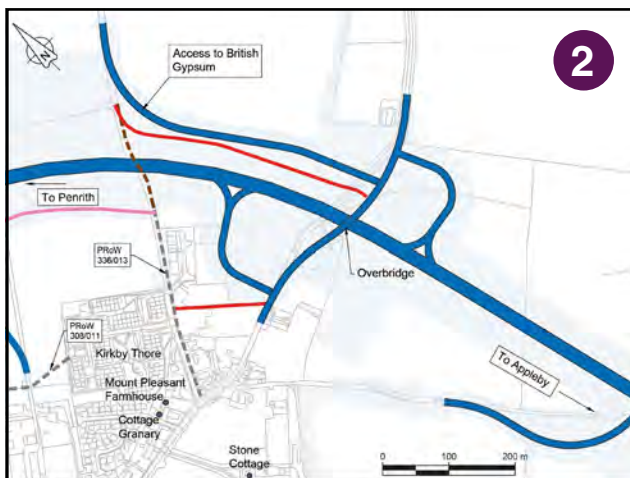 N
Access to British
Gypsum
2
To Penrith
PRoW
336/013
Overbridge
PRoW
308/011
Kirkby Thore
To Appleby
Mount Pleasant
Farmhouse
Cottage
Granary
Stone
Cottage
0 100 200 m